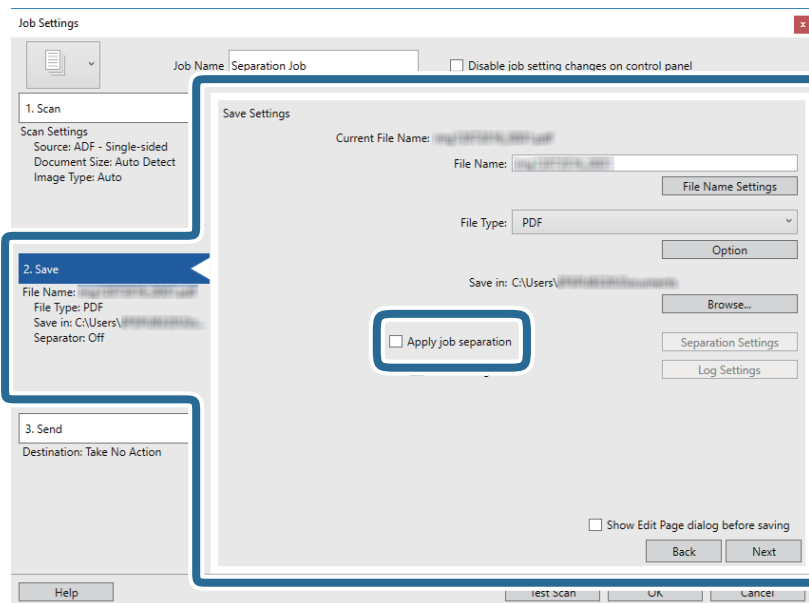 Job Settings
x
Job Name Separation Job
Disable job setting changes on control panel
1. Scan
Scan Settings
Source: ADF - Single-sided
Document Size: Auto Detect
Image Type: Auto
2. Save
File Name:
File Type: PDF
Save in: C:\Users\
Separator: Off
3. Send
Destination: Take No Action
Save Settings
Current File Name:
File Name:
File Name Settings
File Type: PDF
Option
Save in: C:\Users\
Browse...
Apply job separation
Separation Settings
Log Settings
Show Edit Page dialog before saving
Back Next
Help Test Scan OK Cancel